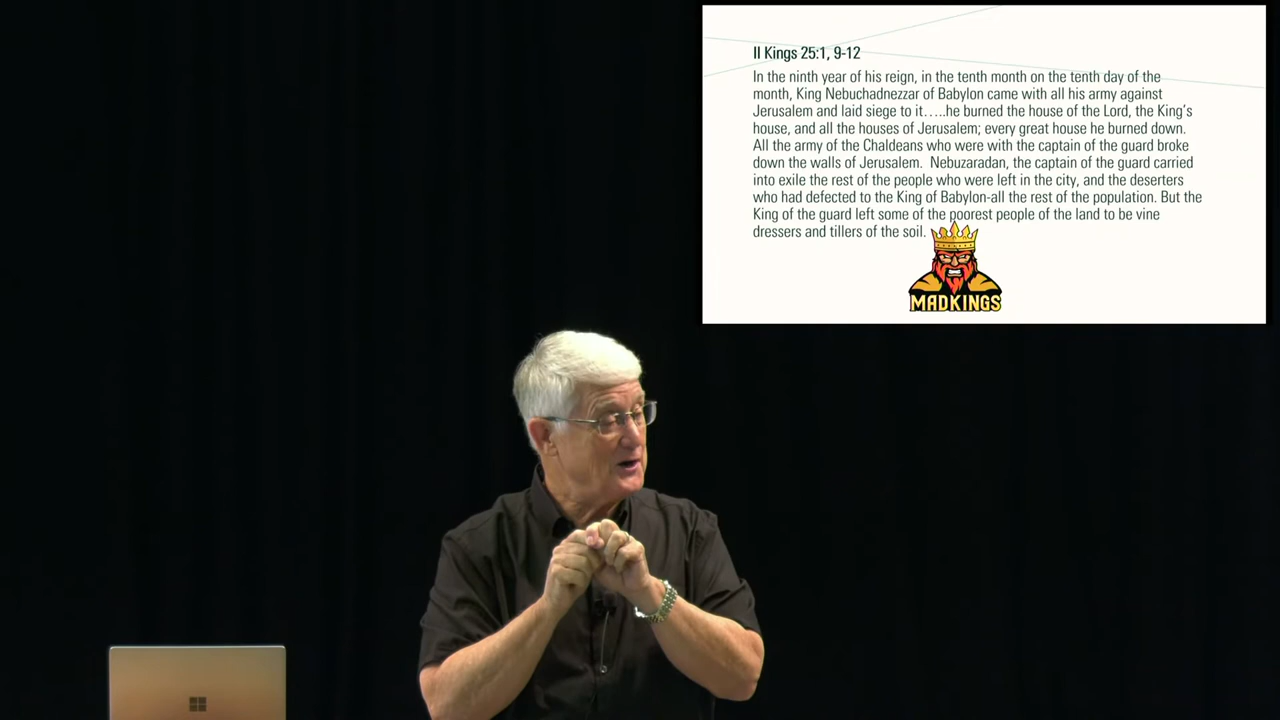 II Kings 25:1, 9-12
In the ninth year of his reign, in the tenth month on the tenth day of the
month, King Nebuchadnezzar of Babylon came with all his army against
Jerusalem and laid siege to it…..he burned the house of the Lord, the King's
house, and all the houses of Jerusalem; every great house he burned down.
All the army of the Chaldeans who were with the captain of the guard broke
down the walls of Jerusalem.  Nebuzaradan, the captain of the guard carried
into exile the rest of the people who were left in the city, and the deserters
who had defected to the King of Babylon-all the rest of the population. But the
King of the guard left some of the poorest people of the land to be vine
dressers and tillers of the soil.
MADKINGS